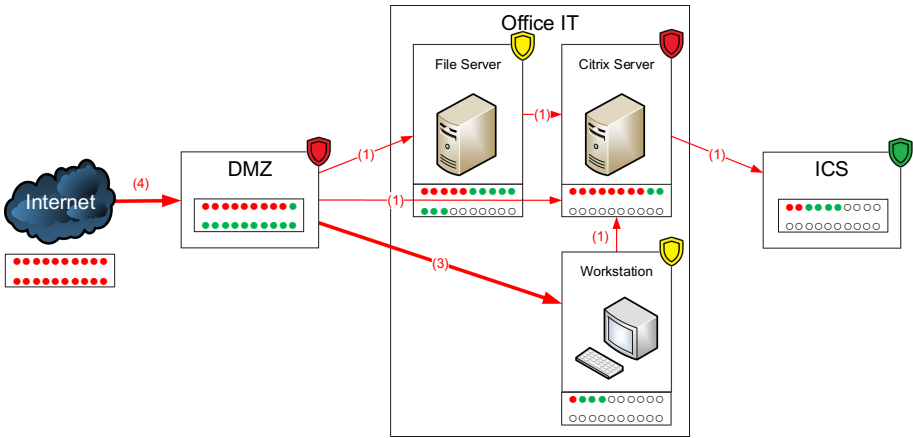 Office IT
File Server
Citrix Server
(1)
(1)
(1)
DMZ
ICS
(4)
Internet
(1)
(1)
(3)
Workstation